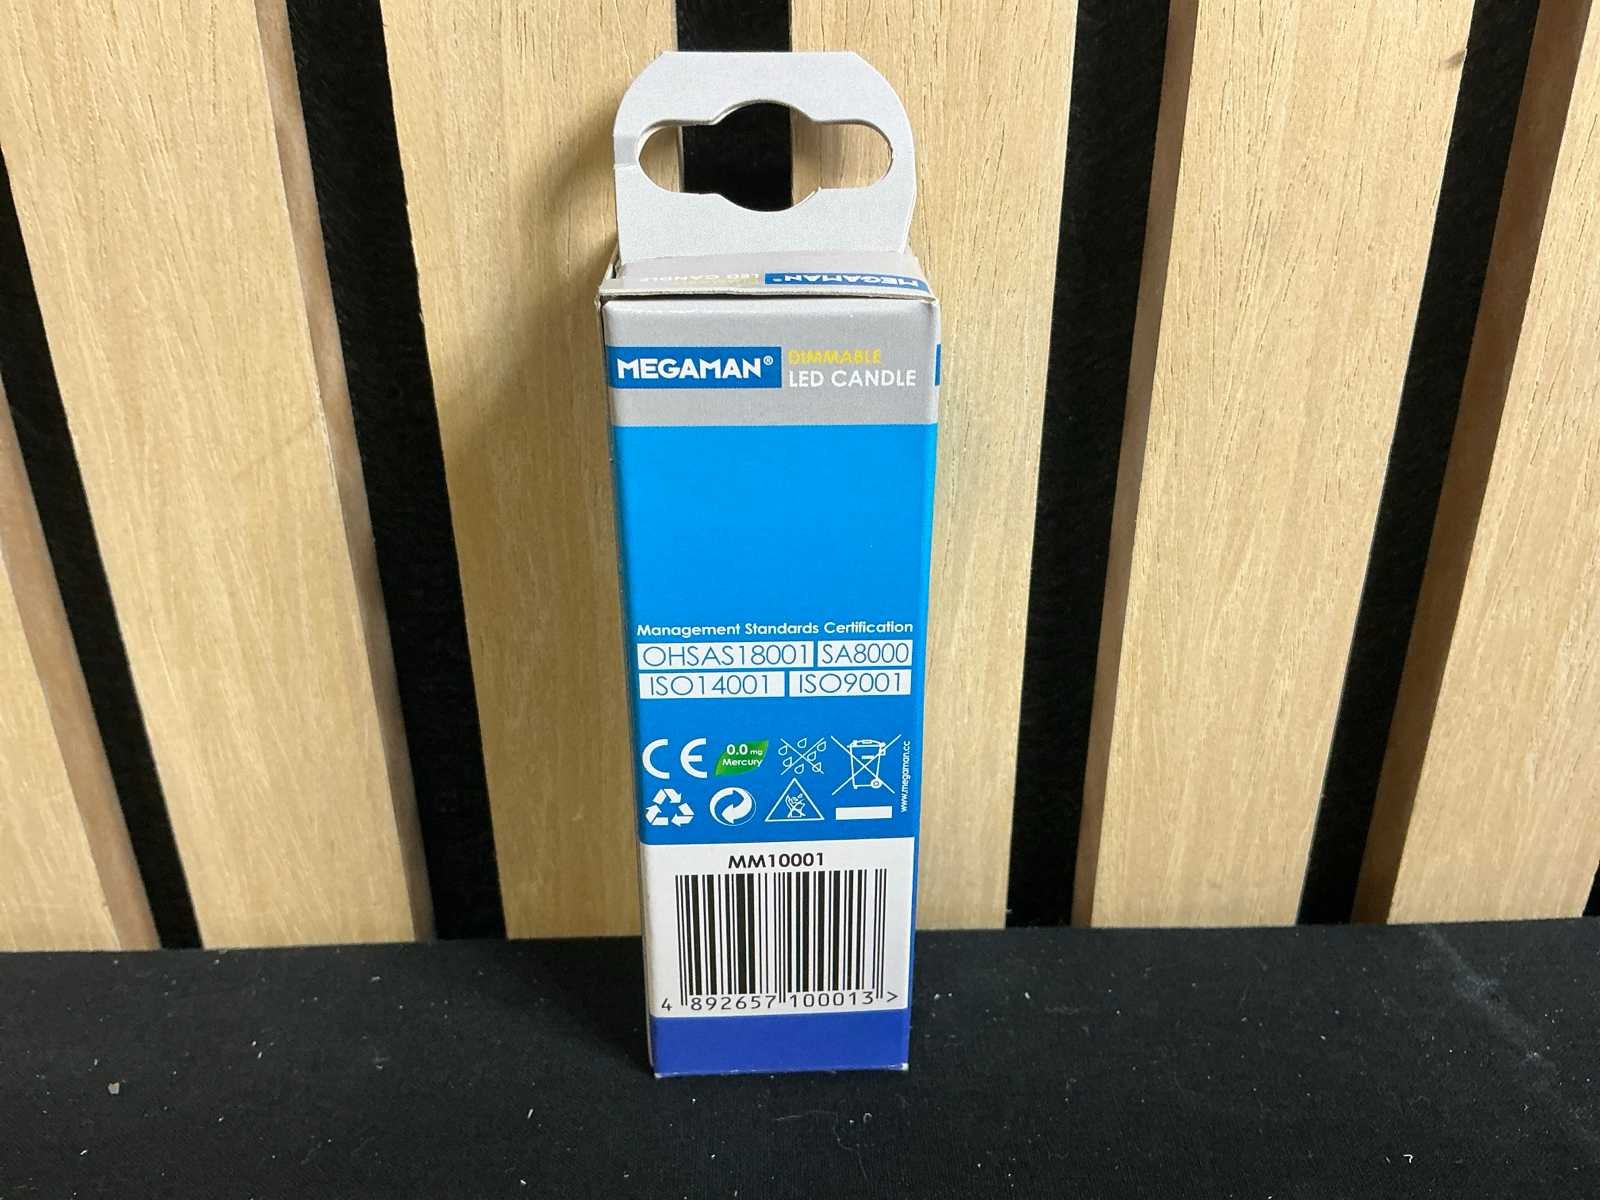 MEGAMAN® LED CANDLE
MEGAMAN® DIMMABLE
LED CANDLE
Management Standards Certification
OHSAS18001 SA8000
ISO14001 ISO9001
CE 0.0 mg
Mercury
www.megaman.cc
MM10001
4 892657 100013 >